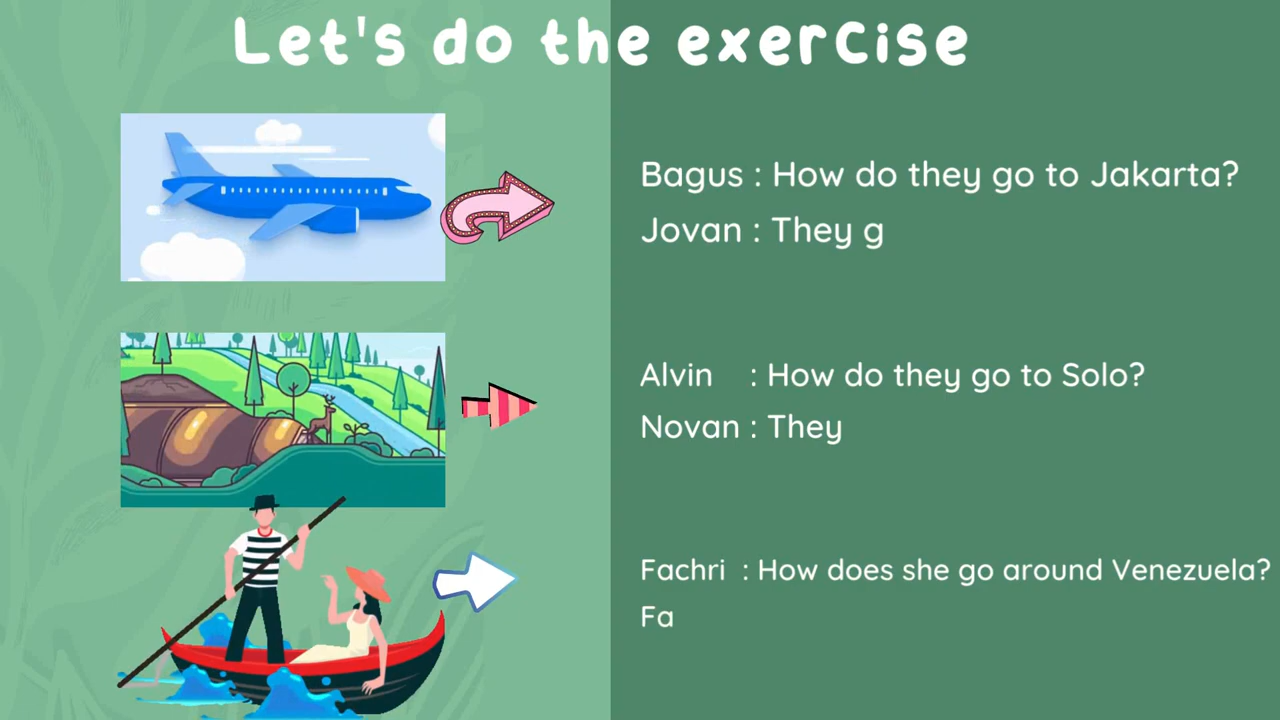 Let's do the exercise
Bagus : How do they go to Jakarta?
Jovan : They g
Alvin : How do they go to Solo?
Novan : They
Fachri : How does she go around Venezuela?
Fa